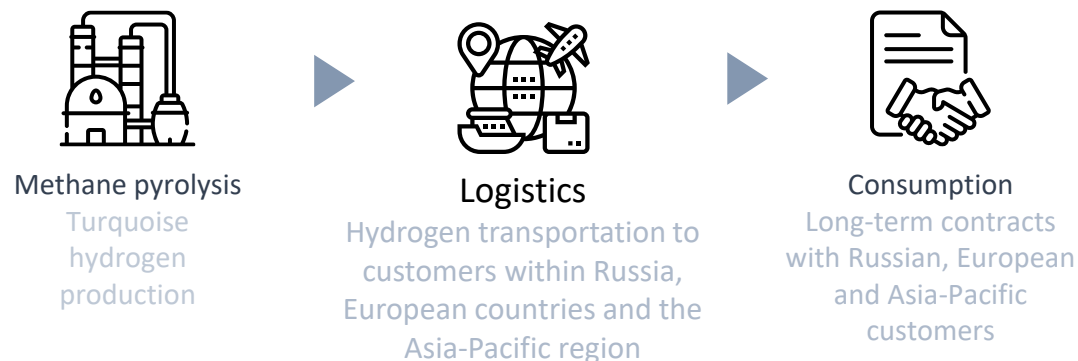 Methane pyrolysis
Turquoise
hydrogen
production
Logistics
Hydrogen transportation to
customers within Russia,
European countries and the
Asia-Pacific region
Consumption
Long-term contracts
with Russian, European
and Asia-Pacific
customers